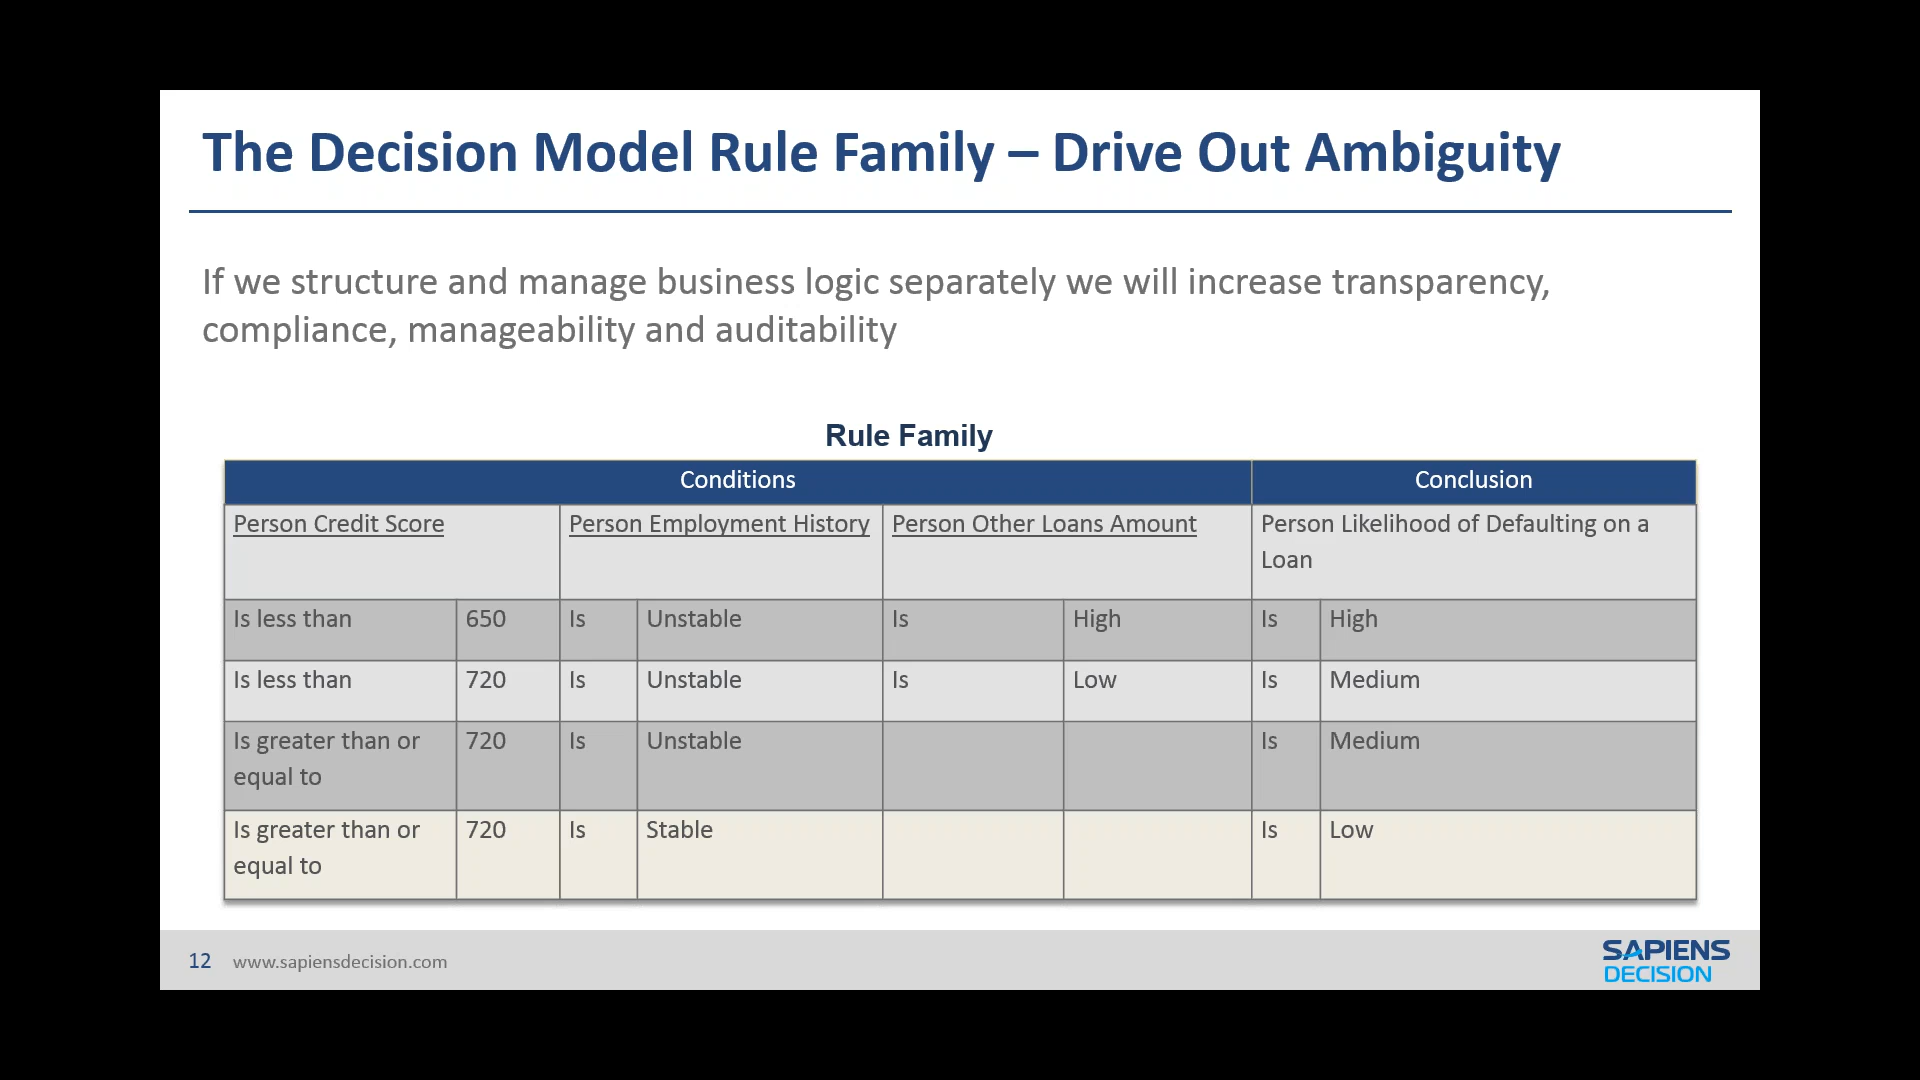 The Decision Model Rule Family – Drive Out Ambiguity
If we structure and manage business logic separately we will increase transparency,
compliance, manageability and auditability
Rule Family
Conditions Conclusion
Person Credit Score Person Employment History Person Other Loans Amount Person Likelihood of Defaulting on a
Loan
Is less than 650 Is Unstable Is High Is High
Is less than 720 Is Unstable Is Low Is Medium
Is greater than or 720 Is Unstable Is Medium
equal to
Is greater than or 720 Is Stable Is Low
equal to
12 www.sapiensdecision.com
SAPIENS
DECISION